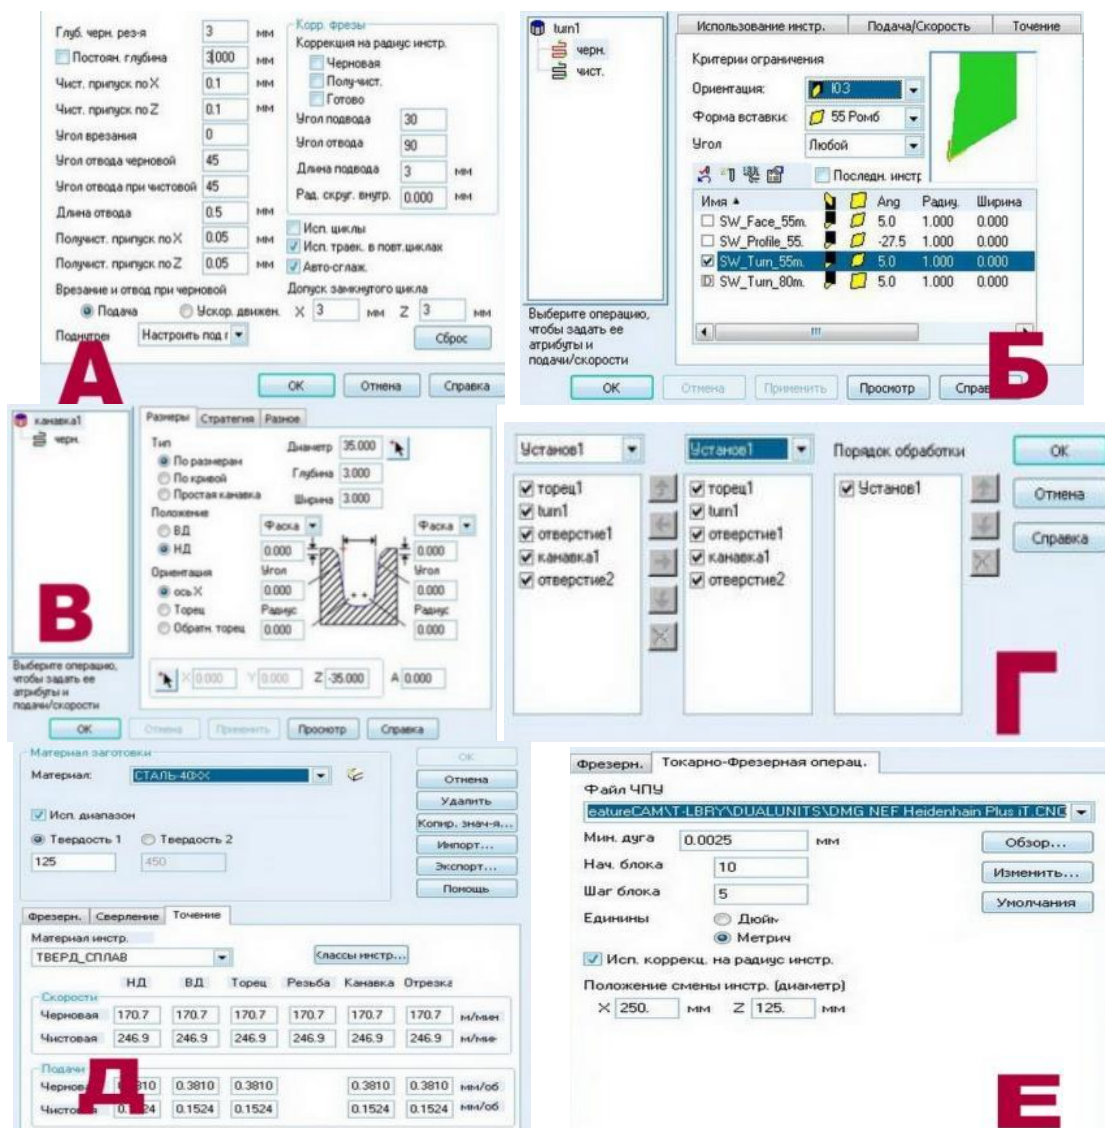 Глуб. черн. рез-я 3 мм
Постоян. глубина 3.000 мм
Чист. припуск по X 0.1 мм
Чист. припуск по Z 0.1 мм
Угол врезания 0
Угол отвода черновой 45
Угол отвода при чистовой 45
Длина отвода 0.5 мм
Получист. припуск по X 0.05 мм
Получист. припуск по Z 0.05 мм
Врезание и отвод при черновой
Подача Ускор. движен.
Настроить под г
Корр. фрезы
Коррекция на радиус инстр.
Черновая
Получист.
Готово
Угол подвода 30
Угол отвода 90
Длина подвода 3 мм
Рад. скруг. внутр. 0.000 мм
Исп. циклы
Исп. траек. в повт.циклах
Авто-сглаж.
Допуск замкнутого цикла
X 3 мм Z 3 мм
Сброс
ОК Отмена Справка
А
turn1
черн.
чист.
Выберите операцию,
чтобы задать ее
атрибуты и
подачи/скорости
Использование инстр. Подача/Скорость Точение
Критерии ограничения
Ориентация: ЮЗ
Форма вставки: 55 Ромб
Угол Любой
Последн. инстр
Имя Ang Радиу. Ширина
SW_Face_55m. 5.0 1.000 0.000
SW_Profile_55. -27.5 1.000 0.000
SW_Turn_55m. 5.0 1.000 0.000
SW_Turn_80m. 5.0 1.000 0.000
ОК Отмена Применить Просмотр
Б
канавка1
черн.
Выберите операцию,
чтобы задать ее
атрибуты и
подачи/скорости
Размеры Стратегия Разное
Тип
По размерам
По кривой
Простая канавка
Положение
ВД
НД
Ориентация
ось X
Торец
Обратн. торец
Диаметр 35.000
Глубина 3.000
Ширина 3.000
Фаска Фаска
0.000 0.000
Угол Угол
0.000 0.000
Радиус Радиус
0.000 0.000
X 0.000 Y 0.000 Z -35.000 A 0.000
ОК Отмена Применить Просмотр Справка
В
Установ1 Установ1 Порядок обработки
торец1 торец1 Установ1
turn1 turn1
отверстие1 отверстие1
канавка1 канавка1
отверстие2 отверстие2
ОК
Отмена
Справка
Г
Материал заготовки
Материал: СТАЛЬ-40XX
Исп. диапазон
Твердость 1 Твердость 2
125 450
ОК
Отмена
Удалить
Копир. знач-я...
Импорт...
Экспорт...
Помощь
Фрезерн. Сверление Точение
Материал инстр.
ТВЕРД_СПЛАВ Классы инстр...
НД ВД Торец Резьба Канавка Отрезка
Скорости
Черновая 170.7 170.7 170.7 170.7 170.7 170.7 м/мин
Чистовая 246.9 246.9 246.9 246.9 246.9 246.9 м/ми
Подачи
0.3810 0.3810 0.3810 0.3810 мм/об
0.1524 0.1524 0.1524 0.1524 мм/об
Д
Фрезерн. Токарно-Фрезерная операц.
Файл ЧПУ
eatureCAM\T-LBRY\DUALUNITS\DMG NEF Heidenhain Plus iT.CNC
Мин. дуга 0.0025 мм
Нач. блока 10
Шаг блока 5
Единины Дюйм
Метрич
Исп. коррекц. на радиус инстр.
Положение смены инстр. (диаметр)
X 250. мм Z 125. мм
Обзор...
Изменить...
Умолчания
Е